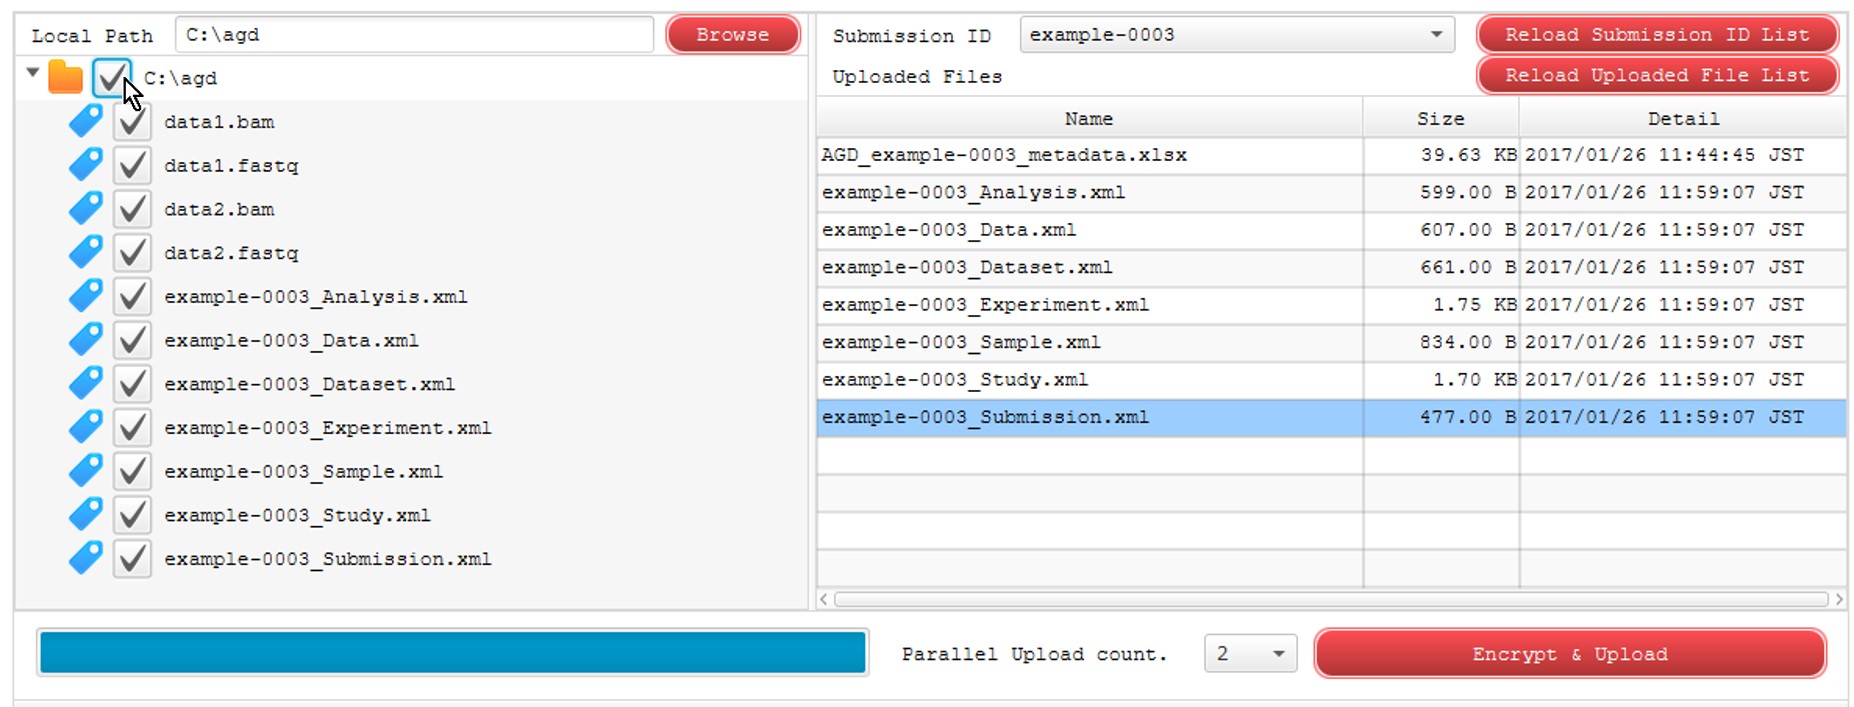 Local Path C:\agd Browse
C:\agd
data1.bam
data1.fastq
data2.bam
data2.fastq
example-0003_Analysis.xml
example-0003_Data.xml
example-0003_Dataset.xml
example-0003_Experiment.xml
example-0003_Sample.xml
example-0003_Study.xml
example-0003_Submission.xml
Submission ID example-0003 Reload Submission ID List
Uploaded Files Reload Uploaded File List
Name Size Detail
AGD_example-0003_metadata.xlsx 39.63 KB 2017/01/26 11:44:45 JST
example-0003_Analysis.xml 599.00 B 2017/01/26 11:59:07 JST
example-0003_Data.xml 607.00 B 2017/01/26 11:59:07 JST
example-0003_Dataset.xml 661.00 B 2017/01/26 11:59:07 JST
example-0003_Experiment.xml 1.75 KB 2017/01/26 11:59:07 JST
example-0003_Sample.xml 834.00 B 2017/01/26 11:59:07 JST
example-0003_Study.xml 1.70 KB 2017/01/26 11:59:07 JST
example-0003_Submission.xml 477.00 B 2017/01/26 11:59:07 JST
Parallel Upload count. 2 Encrypt & Upload